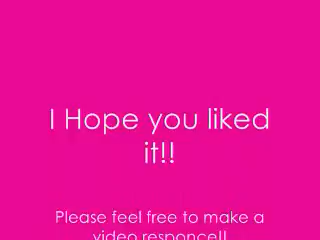 I Hope you liked
it!!
Please feel free to make a
video responce!!